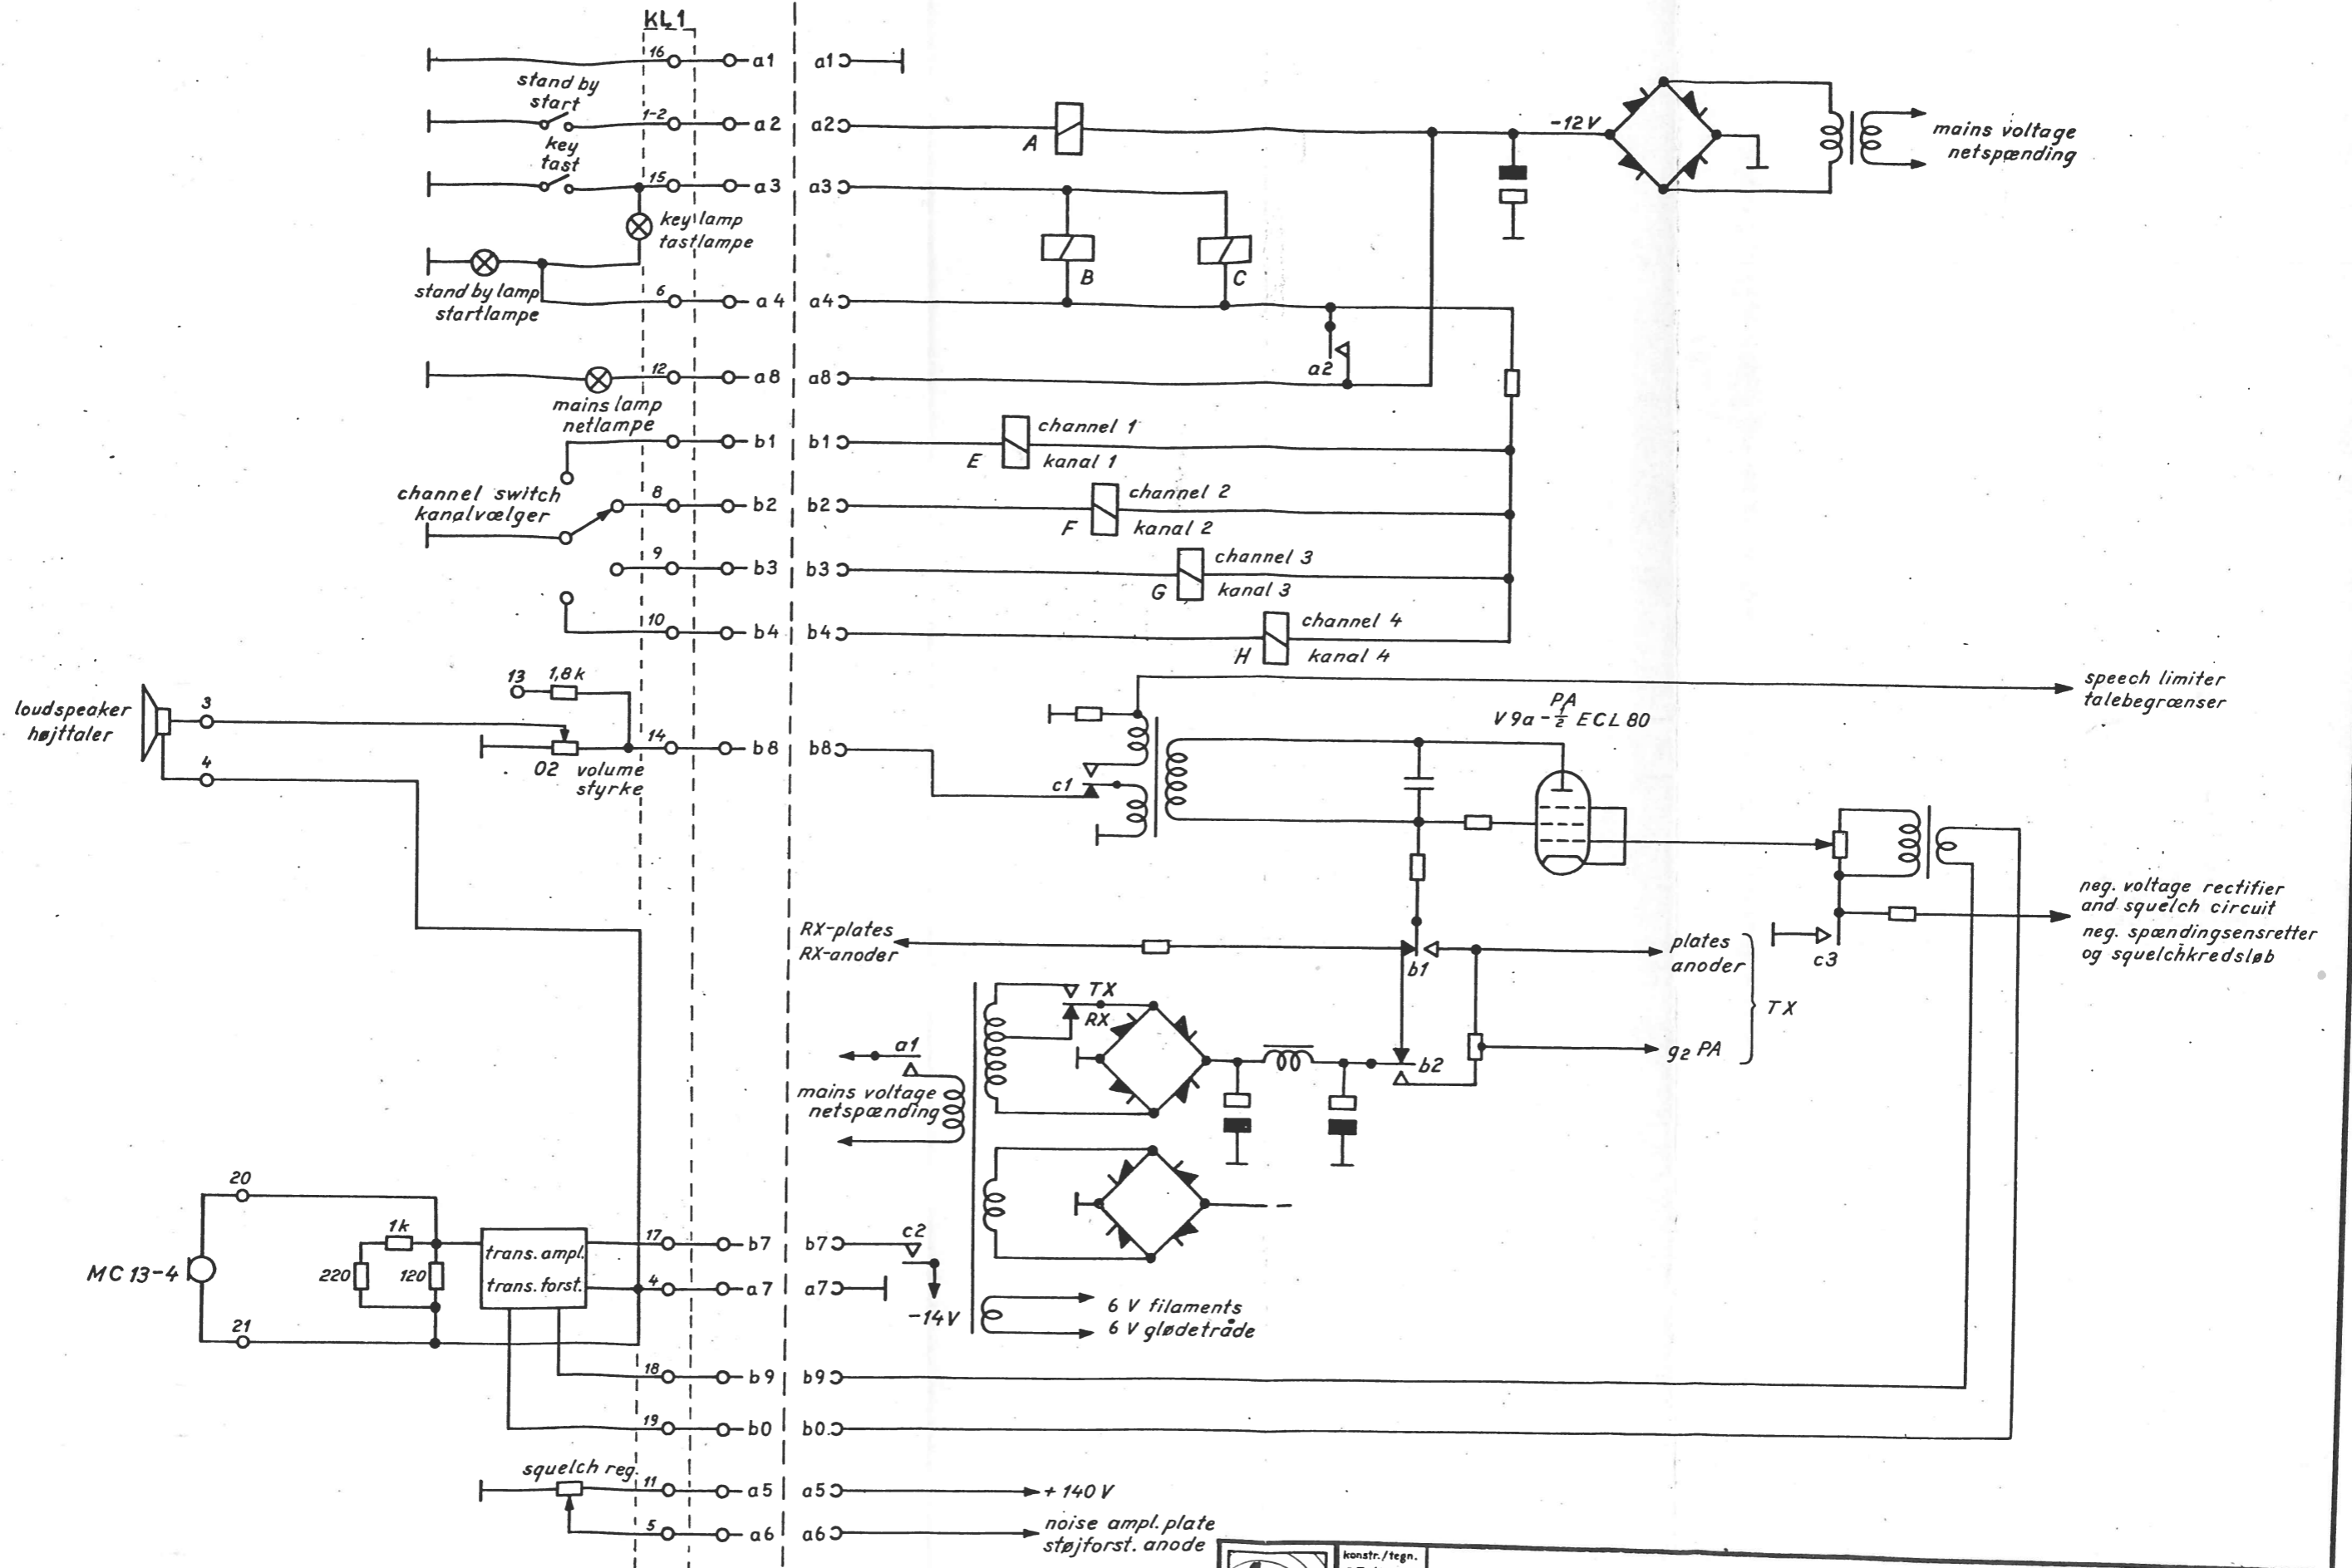 KL1
16 a1 a1
stand by
start
1-2 a2 a2
A
-12V
mains voltage
netspænding
key
tast
15 a3 a3
key lamp
tastlampe
B
C
stand by lamp
startlampe
6 a4 a4
a2
12 a8 a8
mains lamp
netlampe
b1 b1
channel 1
E kanal 1
channel switch
kanalvælger
8 b2 b2
channel 2
F kanal 2
9 b3 b3
channel 3
G kanal 3
10 b4 b4
channel 4
H kanal 4
loudspeaker
højttaler
3
4
13 1,8k
14 b8 b8
O2 volume
styrke
c1
speech limiter
talebegrænser
PA
V9a - 1/2 ECL 80
neg. voltage rectifier
and squelch circuit
neg. spændingsensretter
og squelchkredsløb
c3
RX-plates
RX-anoder
b1
plates
anoder
TX
g2 PA
b2
TX
RX
a1
mains voltage
netspænding
20
1k
220 120
MC 13-4
21
trans. ampl.
trans. forst.
17 b7 b7
c2
4 a7 a7
-14V
6 V filaments
6 V glødetråde
18 b9 b9
19 b0 b0
squelch reg.
11 a5 a5 + 140 V
5 a6 a6
noise ampl. plate
støjforst. anode
konstr./tegn.